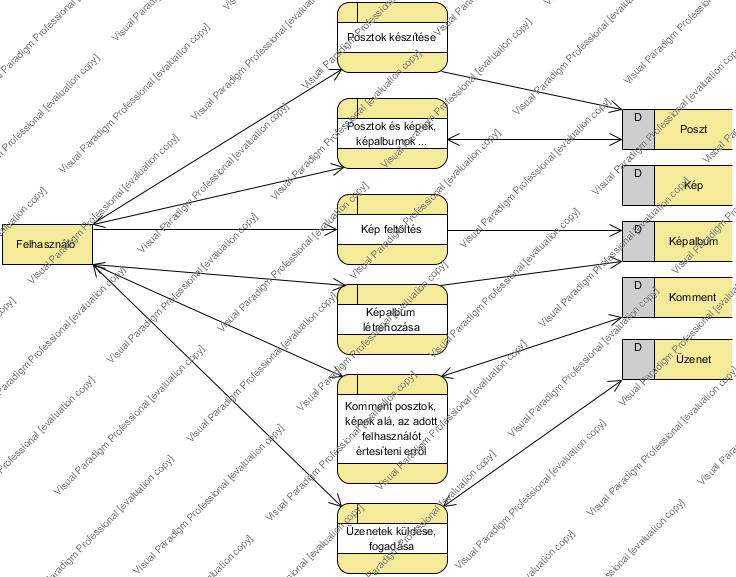 Posztok készítése
Posztok és képek,
képalbumpk ...
Kép feltöltés
Képalbum
létrehozása
Komment posztok,
képek alá, az adott
felhasználót
értesíteni erről
Üzenetek küldése,
fogadása
Felhasználó
D
Poszt
D
Kép
D
Képalbum
D
Komment
D
Üzenet
Visual Paradigm Professional [evaluation copy]